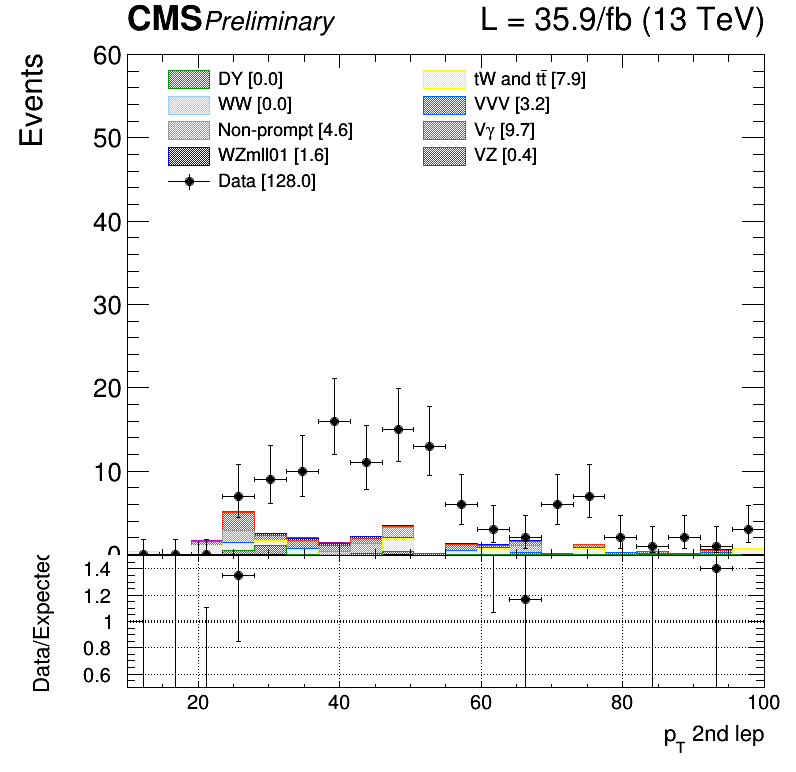 CMS Preliminary L = 35.9/fb (13 TeV)
Events
60
50
40
30
20
10
0
DY [0.0]
WW [0.0]
Non-prompt [4.6]
WZmll01 [1.6]
Data [128.0]
tW and tt̄ [7.9]
VVV [3.2]
Vγ [9.7]
VZ [0.4]
Data/Expected
1.4
1.2
1
0.8
0.6
20 40 60 80 100
p_T 2nd lep